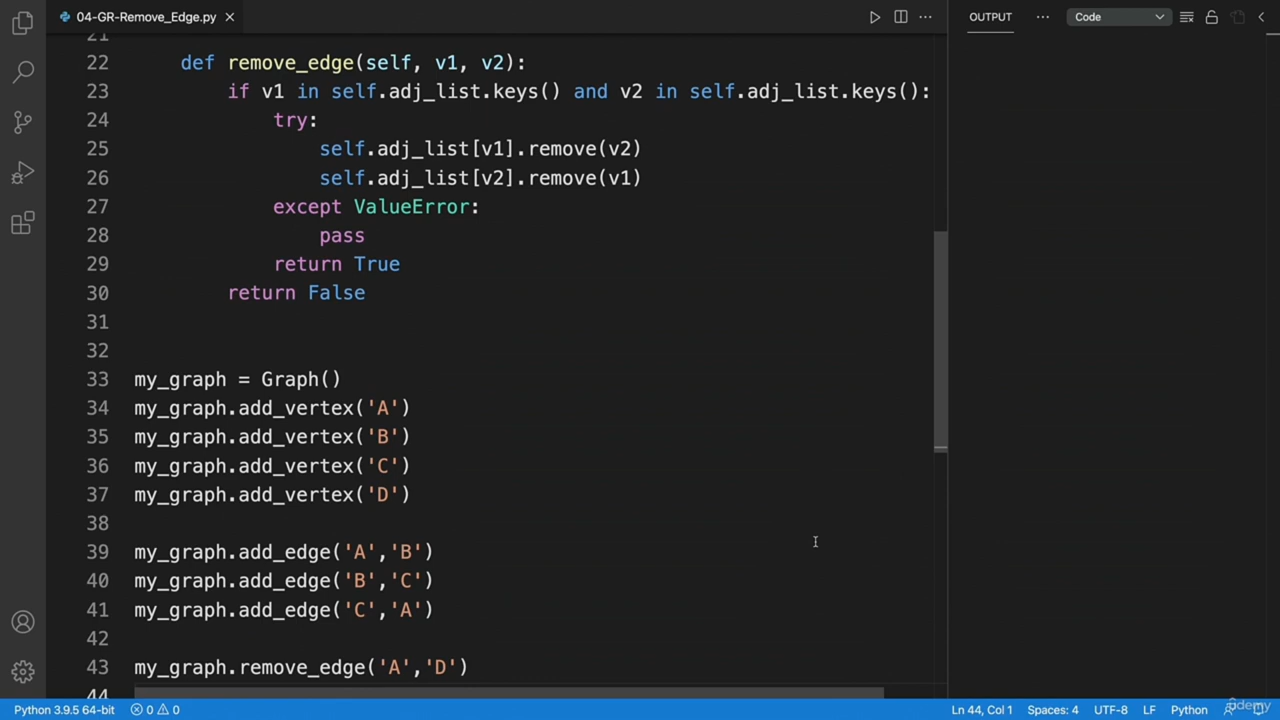 04-GR-Remove_Edge.py
OUTPUT
Code
21
22 def remove_edge(self, v1, v2):
23 if v1 in self.adj_list.keys() and v2 in self.adj_list.keys():
24 try:
25 self.adj_list[v1].remove(v2)
26 self.adj_list[v2].remove(v1)
27 except ValueError:
28 pass
29 return True
30 return False
31
32
33 my_graph = Graph()
34 my_graph.add_vertex('A')
35 my_graph.add_vertex('B')
36 my_graph.add_vertex('C')
37 my_graph.add_vertex('D')
38
39 my_graph.add_edge('A','B')
40 my_graph.add_edge('B','C')
41 my_graph.add_edge('C','A')
42
43 my_graph.remove_edge('A','D')
44
Python 3.9.5 64-bit 0 0 Ln 44, Col 1 Spaces: 4 UTF-8 LF Python
udemy